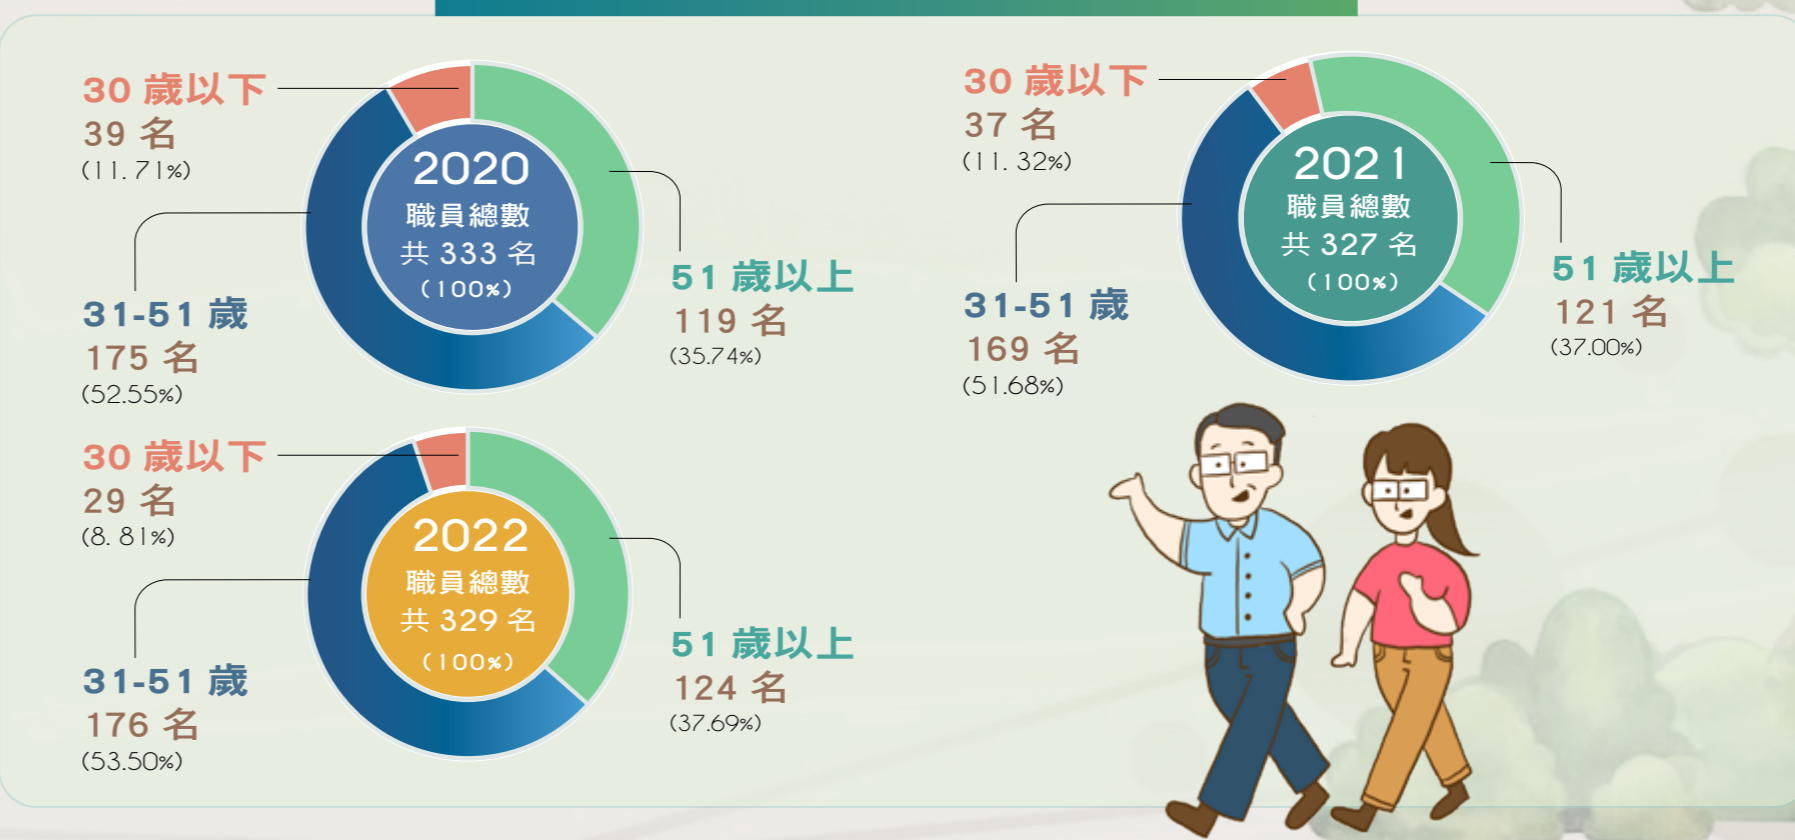 30 歲以下
39 名
(11.71%)
2020
職員總數
共 333 名
(100%)
31-51 歲
175 名
(52.55%)
51 歲以上
119 名
(35.74%)
30 歲以下
37 名
(11.32%)
2021
職員總數
共 327 名
(100%)
31-51 歲
169 名
(51.68%)
51 歲以上
121 名
(37.00%)
30 歲以下
29 名
(8.81%)
2022
職員總數
共 329 名
(100%)
31-51 歲
176 名
(53.50%)
51 歲以上
124 名
(37.69%)